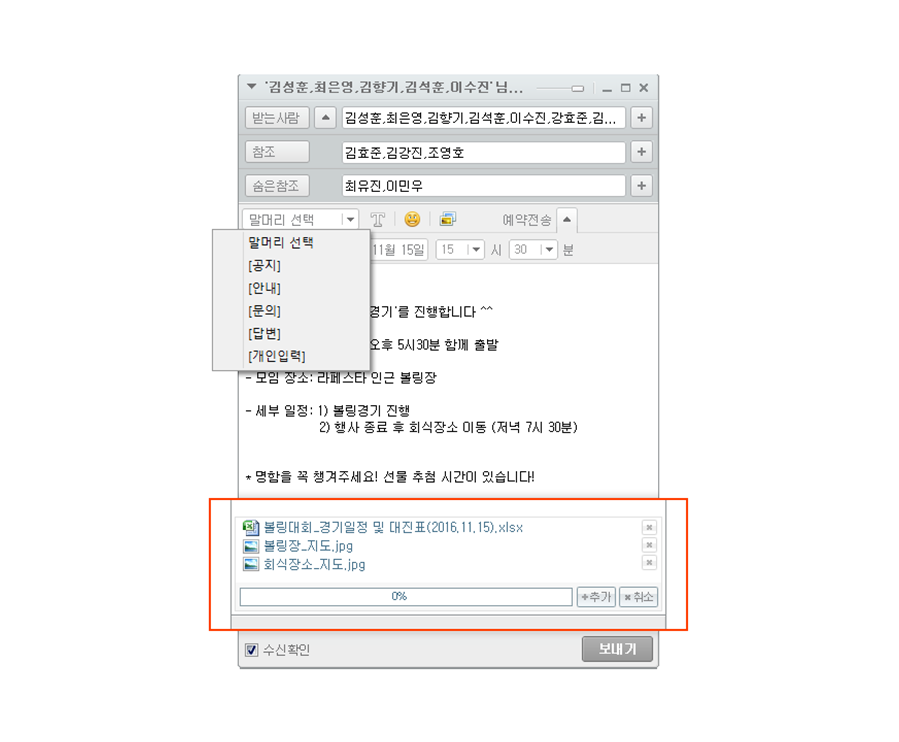 '김성훈,최은영,김향기,김석훈,이수진'님...
받는사람 김성훈,최은영,김향기,김석훈,이수진,강효준,김...
참조 김효준,김강진,조영호
숨은참조 최유진,이민우
말머리 선택 예약전송
말머리 선택
[공지]
[안내]
[문의]
[답변]
[개인입력]
11월 15일 15 시 30 분
경기'를 진행합니다 ^^
오후 5시30분 함께 출발
- 모임 장소: 라페스타 인근 볼링장
- 세부 일정: 1) 볼링경기 진행
2) 행사 종료 후 회식장소 이동 (저녁 7시 30분)
* 명함을 꼭 챙겨주세요! 선물 추첨 시간이 있습니다!
볼링대회_경기일정 및 대진표(2016.11.15).xlsx
볼링장_지도.jpg
회식장소_지도.jpg
0% +추가 취소
수신확인 보내기